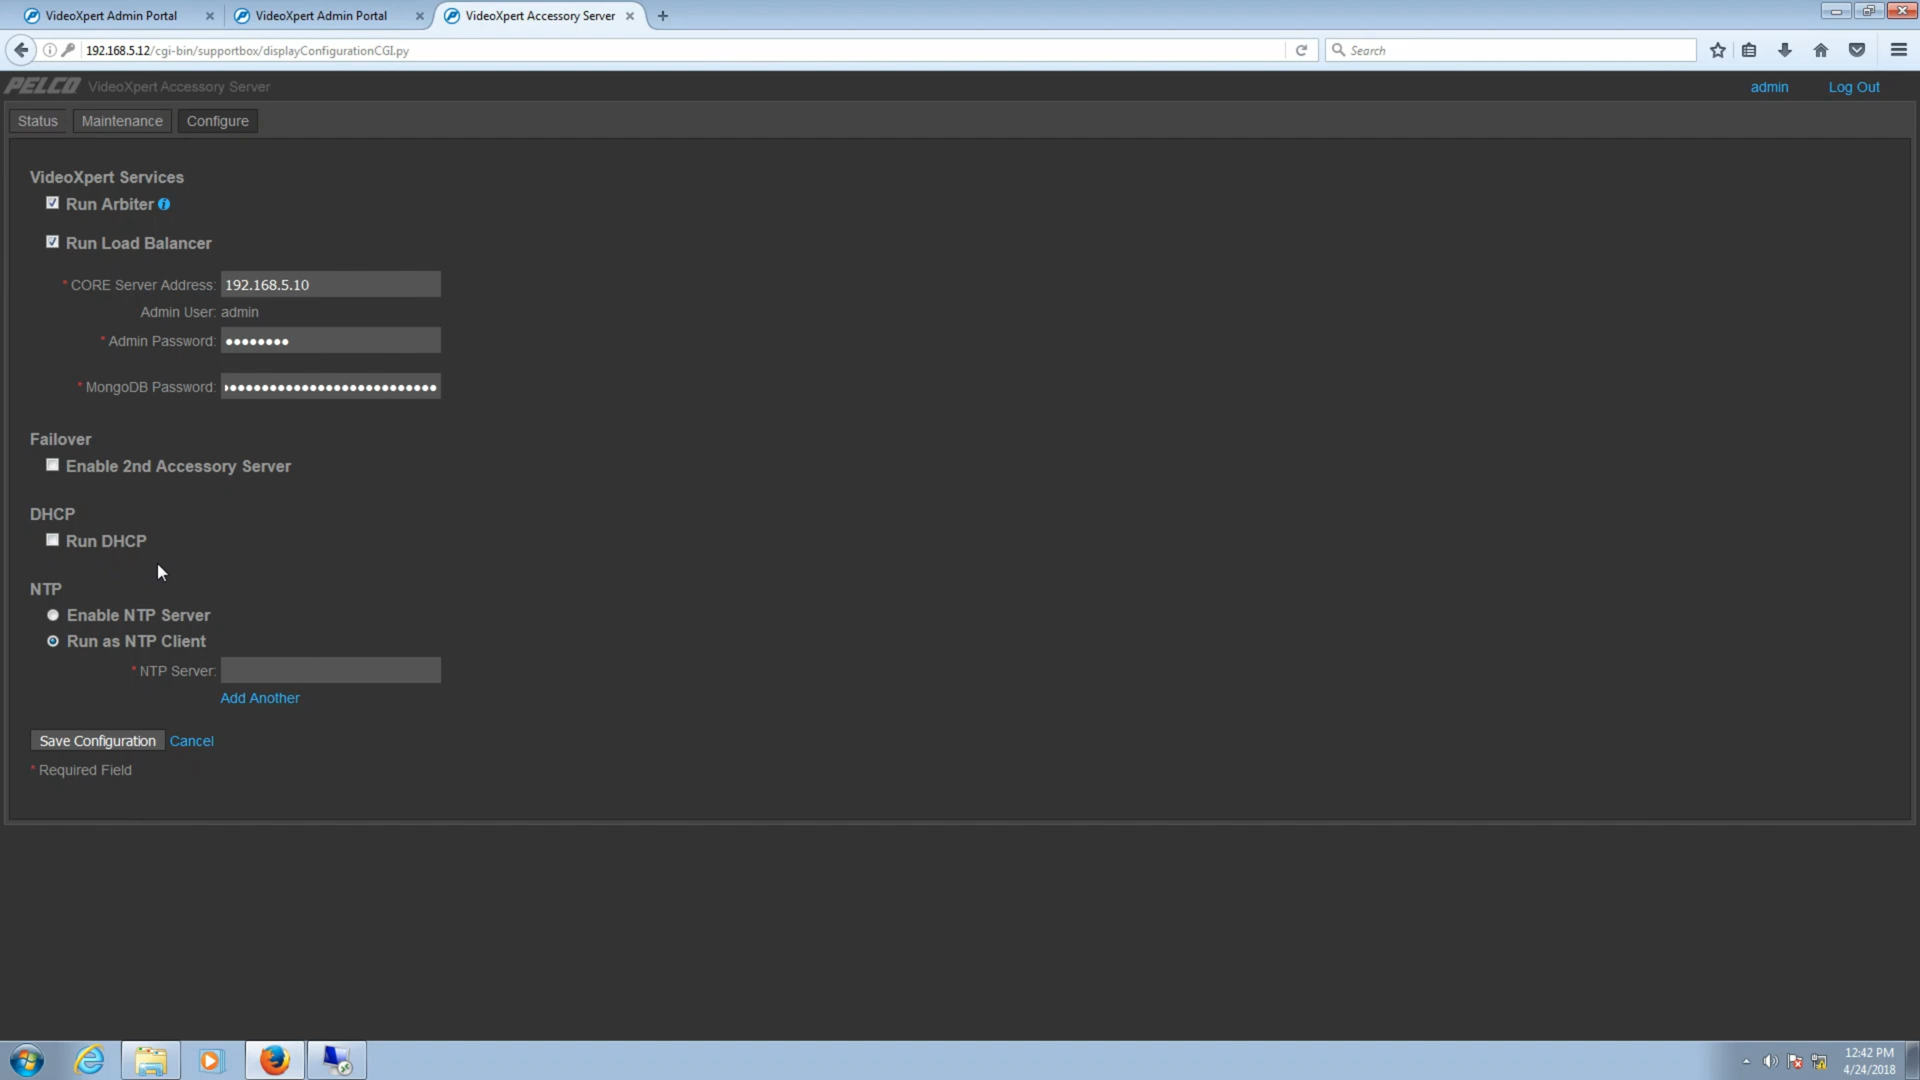 VideoXpert Admin Portal
VideoXpert Admin Portal
VideoXpert Accessory Server
192.168.5.12/cgi-bin/supportbox/displayConfigurationCGI.py
Search
PELCO VideoXpert Accessory Server
admin
Log Out
Status
Maintenance
Configure
VideoXpert Services
Run Arbiter
Run Load Balancer
* CORE Server Address: 192.168.5.10
Admin User: admin
* Admin Password: ••••••••
* MongoDB Password:
Failover
Enable 2nd Accessory Server
DHCP
Run DHCP
NTP
Enable NTP Server
Run as NTP Client
* NTP Server:
Add Another
Save Configuration Cancel
* Required Field
12:42 PM
4/24/2018